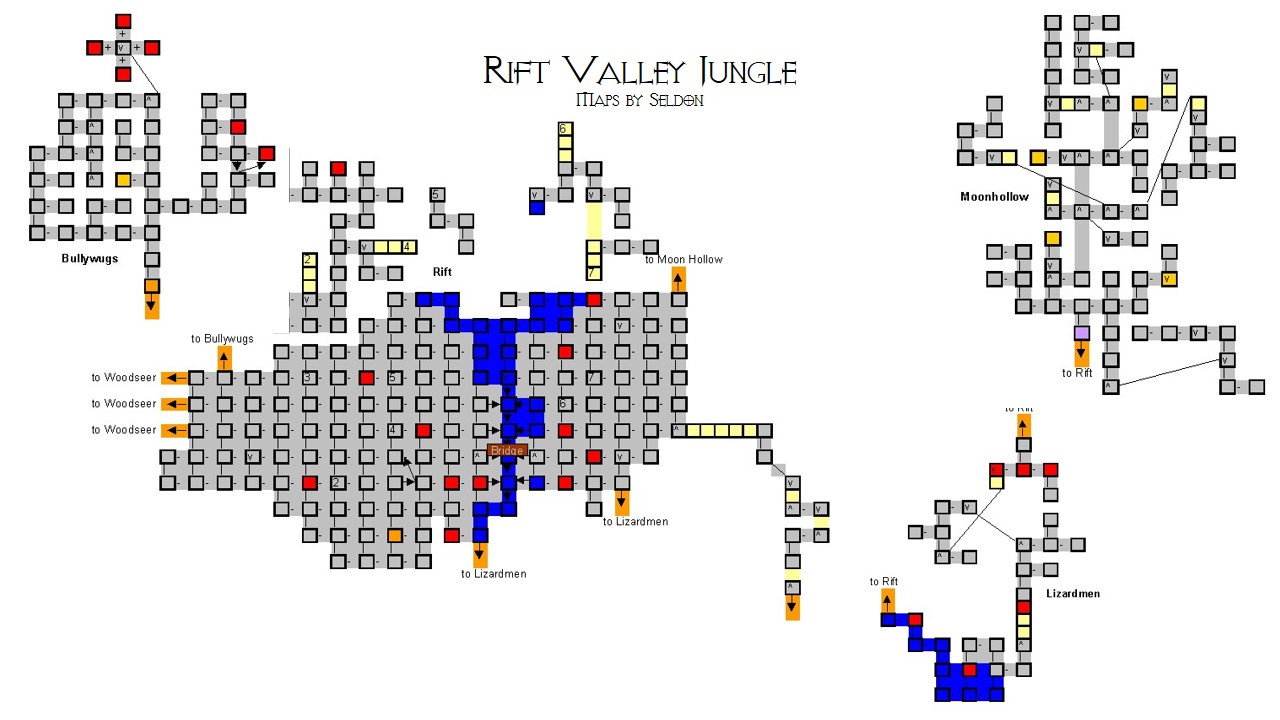 RIFT VALLEY JUNGLE
MAPS BY SELDON
Bullywugs
Moonhollow
Rift
to Moon Hollow
to Bullywugs
to Woodseer
to Woodseer
to Woodseer
to Rift
Bridge
to Rift
to Lizardmen
to Lizardmen
to Rift
Lizardmen
6
5
4
2
7
3
5
7
6
4
2